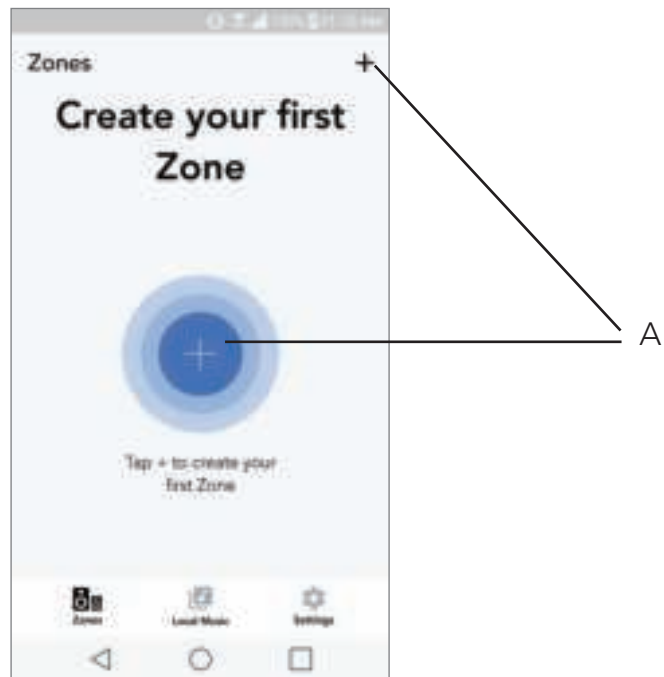 Zones
+
Create your first
Zone
+
A
Tap + to create your
first Zone
Zones Local Music Settings